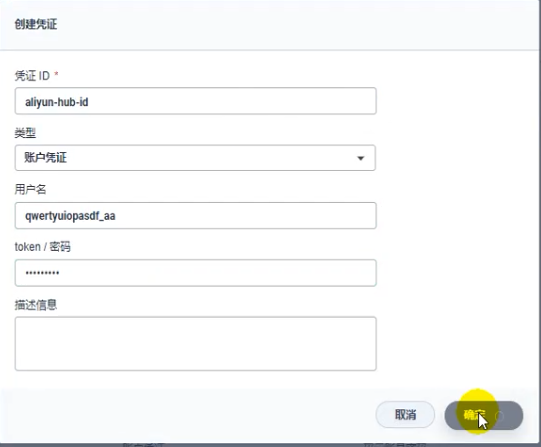 创建凭证
凭证 ID *
aliyun-hub-id
类型
账户凭证
用户名
qwertyuiopasdf_aa
token / 密码
•••••••••
描述信息
取消
确定